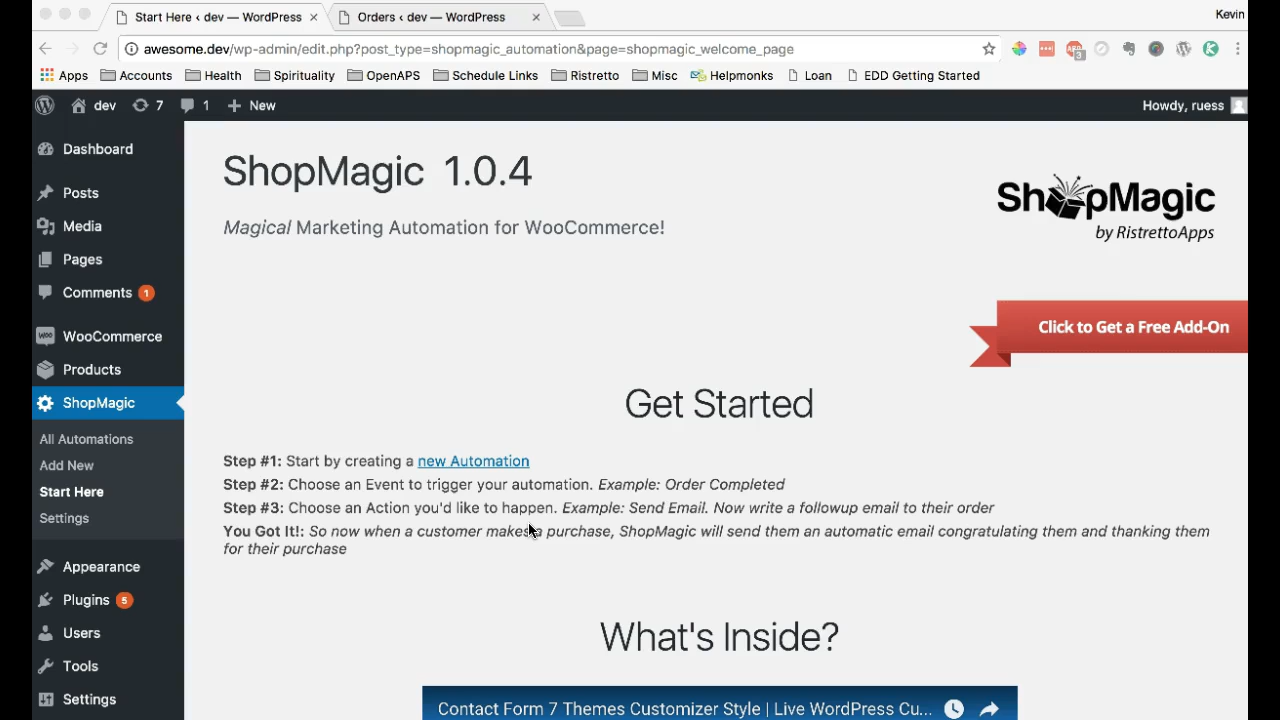 Start Here ‹ dev — WordPress
Orders ‹ dev — WordPress
Kevin
awesome.dev/wp-admin/edit.php?post_type=shopmagic_automation&page=shopmagic_welcome_page
3
Apps Accounts Health Spirituality OpenAPS Schedule Links Ristretto Misc Helpmonks Loan EDD Getting Started
dev 7 1 + New Howdy, ruess
Dashboard
Posts
Media
Pages
Comments 1
WooCommerce
Products
ShopMagic
All Automations
Add New
Start Here
Settings
Appearance
Plugins 5
Users
Tools
Settings
ShopMagic 1.0.4
Magical Marketing Automation for WooCommerce!
ShopMagic
by RistrettoApps
Click to Get a Free Add-On
Get Started
Step #1: Start by creating a new Automation
Step #2: Choose an Event to trigger your automation. Example: Order Completed
Step #3: Choose an Action you'd like to happen. Example: Send Email. Now write a followup email to their order
You Got It!: So now when a customer makes a purchase, ShopMagic will send them an automatic email congratulating them and thanking them
for their purchase
What's Inside?
Contact Form 7 Themes Customizer Style | Live WordPress Cu...